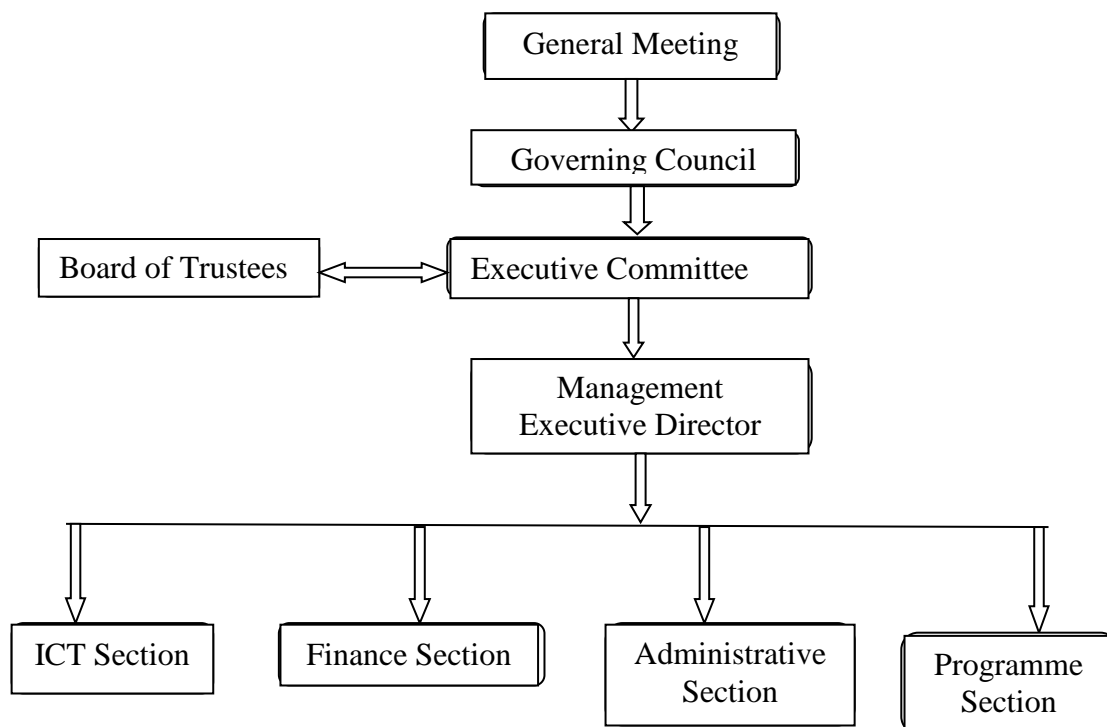 General Meeting
Governing Council
Board of Trustees
Executive Committee
Management
Executive Director
ICT Section
Finance Section
Administrative
Section
Programme
Section